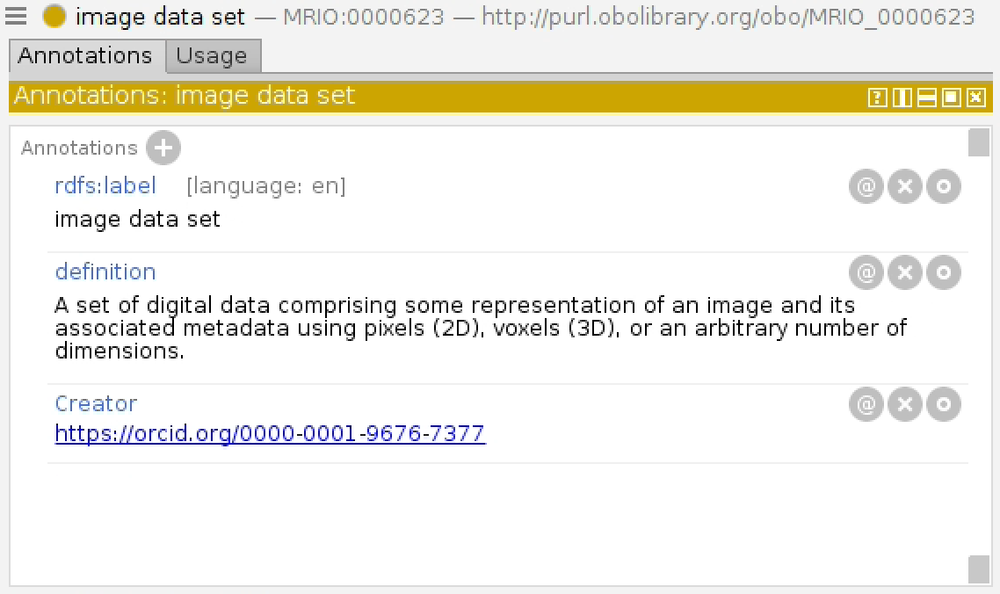 image data set — MRIO:0000623 — http://purl.obolibrary.org/obo/MRIO_0000623
Annotations Usage
Annotations: image data set
Annotations
rdfs:label [language: en]
image data set
definition
A set of digital data comprising some representation of an image and its
associated metadata using pixels (2D), voxels (3D), or an arbitrary number of
dimensions.
Creator
https://orcid.org/0000-0001-9676-7377